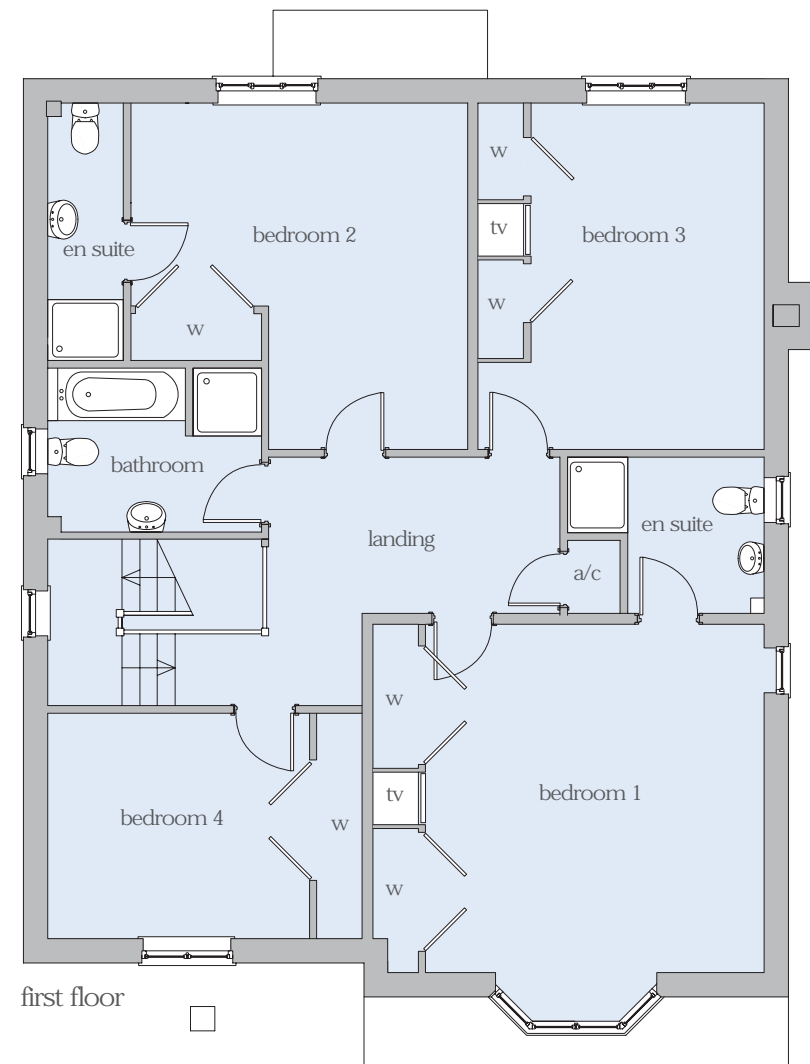 w
tv
bedroom 2
bedroom 3
en suite
w
w
bathroom
en suite
landing
a/c
w
tv
bedroom 1
bedroom 4
w
w
first floor